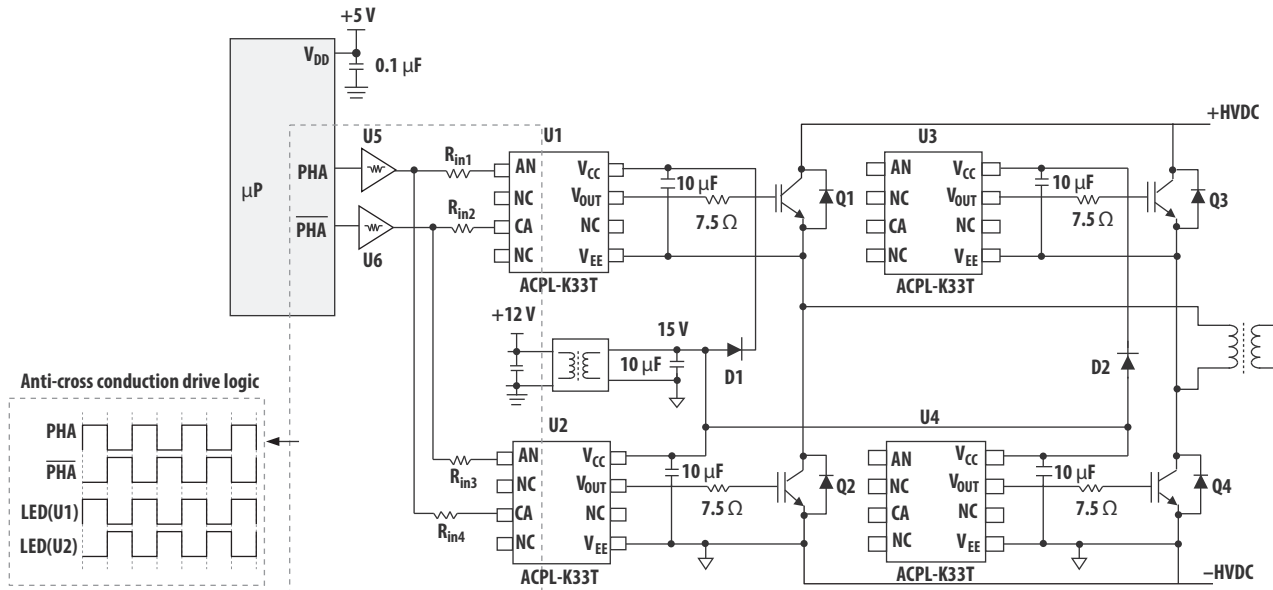 +5 V
V_DD
0.1 µF
µP
PHA
P̅H̅A̅
U5
U6
R_in1
R_in2
U1
AN
NC
CA
NC
V_CC
V_OUT
NC
V_EE
ACPL-K33T
10 µF
7.5 Ω
Q1
+HVDC
U3
AN
NC
CA
NC
V_CC
V_OUT
NC
V_EE
ACPL-K33T
10 µF
7.5 Ω
Q3
+12 V
15 V
10 µF
D1
D2
R_in3
R_in4
U2
AN
NC
CA
NC
V_CC
V_OUT
NC
V_EE
ACPL-K33T
10 µF
7.5 Ω
Q2
U4
AN
NC
CA
NC
V_CC
V_OUT
NC
V_EE
ACPL-K33T
10 µF
7.5 Ω
Q4
−HVDC
Anti-cross conduction drive logic
PHA
P̅H̅A̅
LED(U1)
LED(U2)